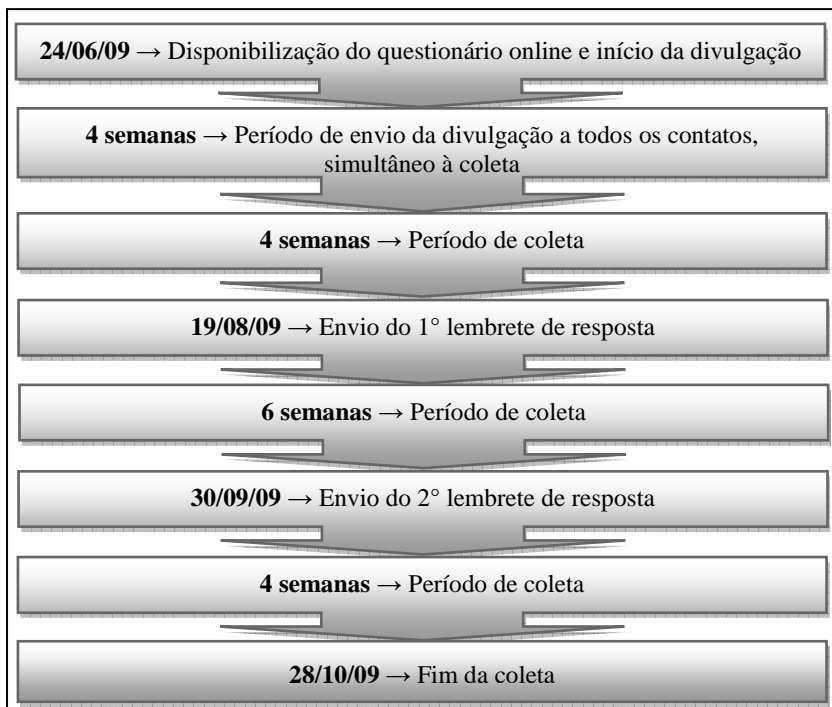 24/06/09 → Disponibilização do questionário online e início da divulgação
4 semanas → Período de envio da divulgação a todos os contatos,
simultâneo à coleta
4 semanas → Período de coleta
19/08/09 → Envio do 1° lembrete de resposta
6 semanas → Período de coleta
30/09/09 → Envio do 2° lembrete de resposta
4 semanas → Período de coleta
28/10/09 → Fim da coleta